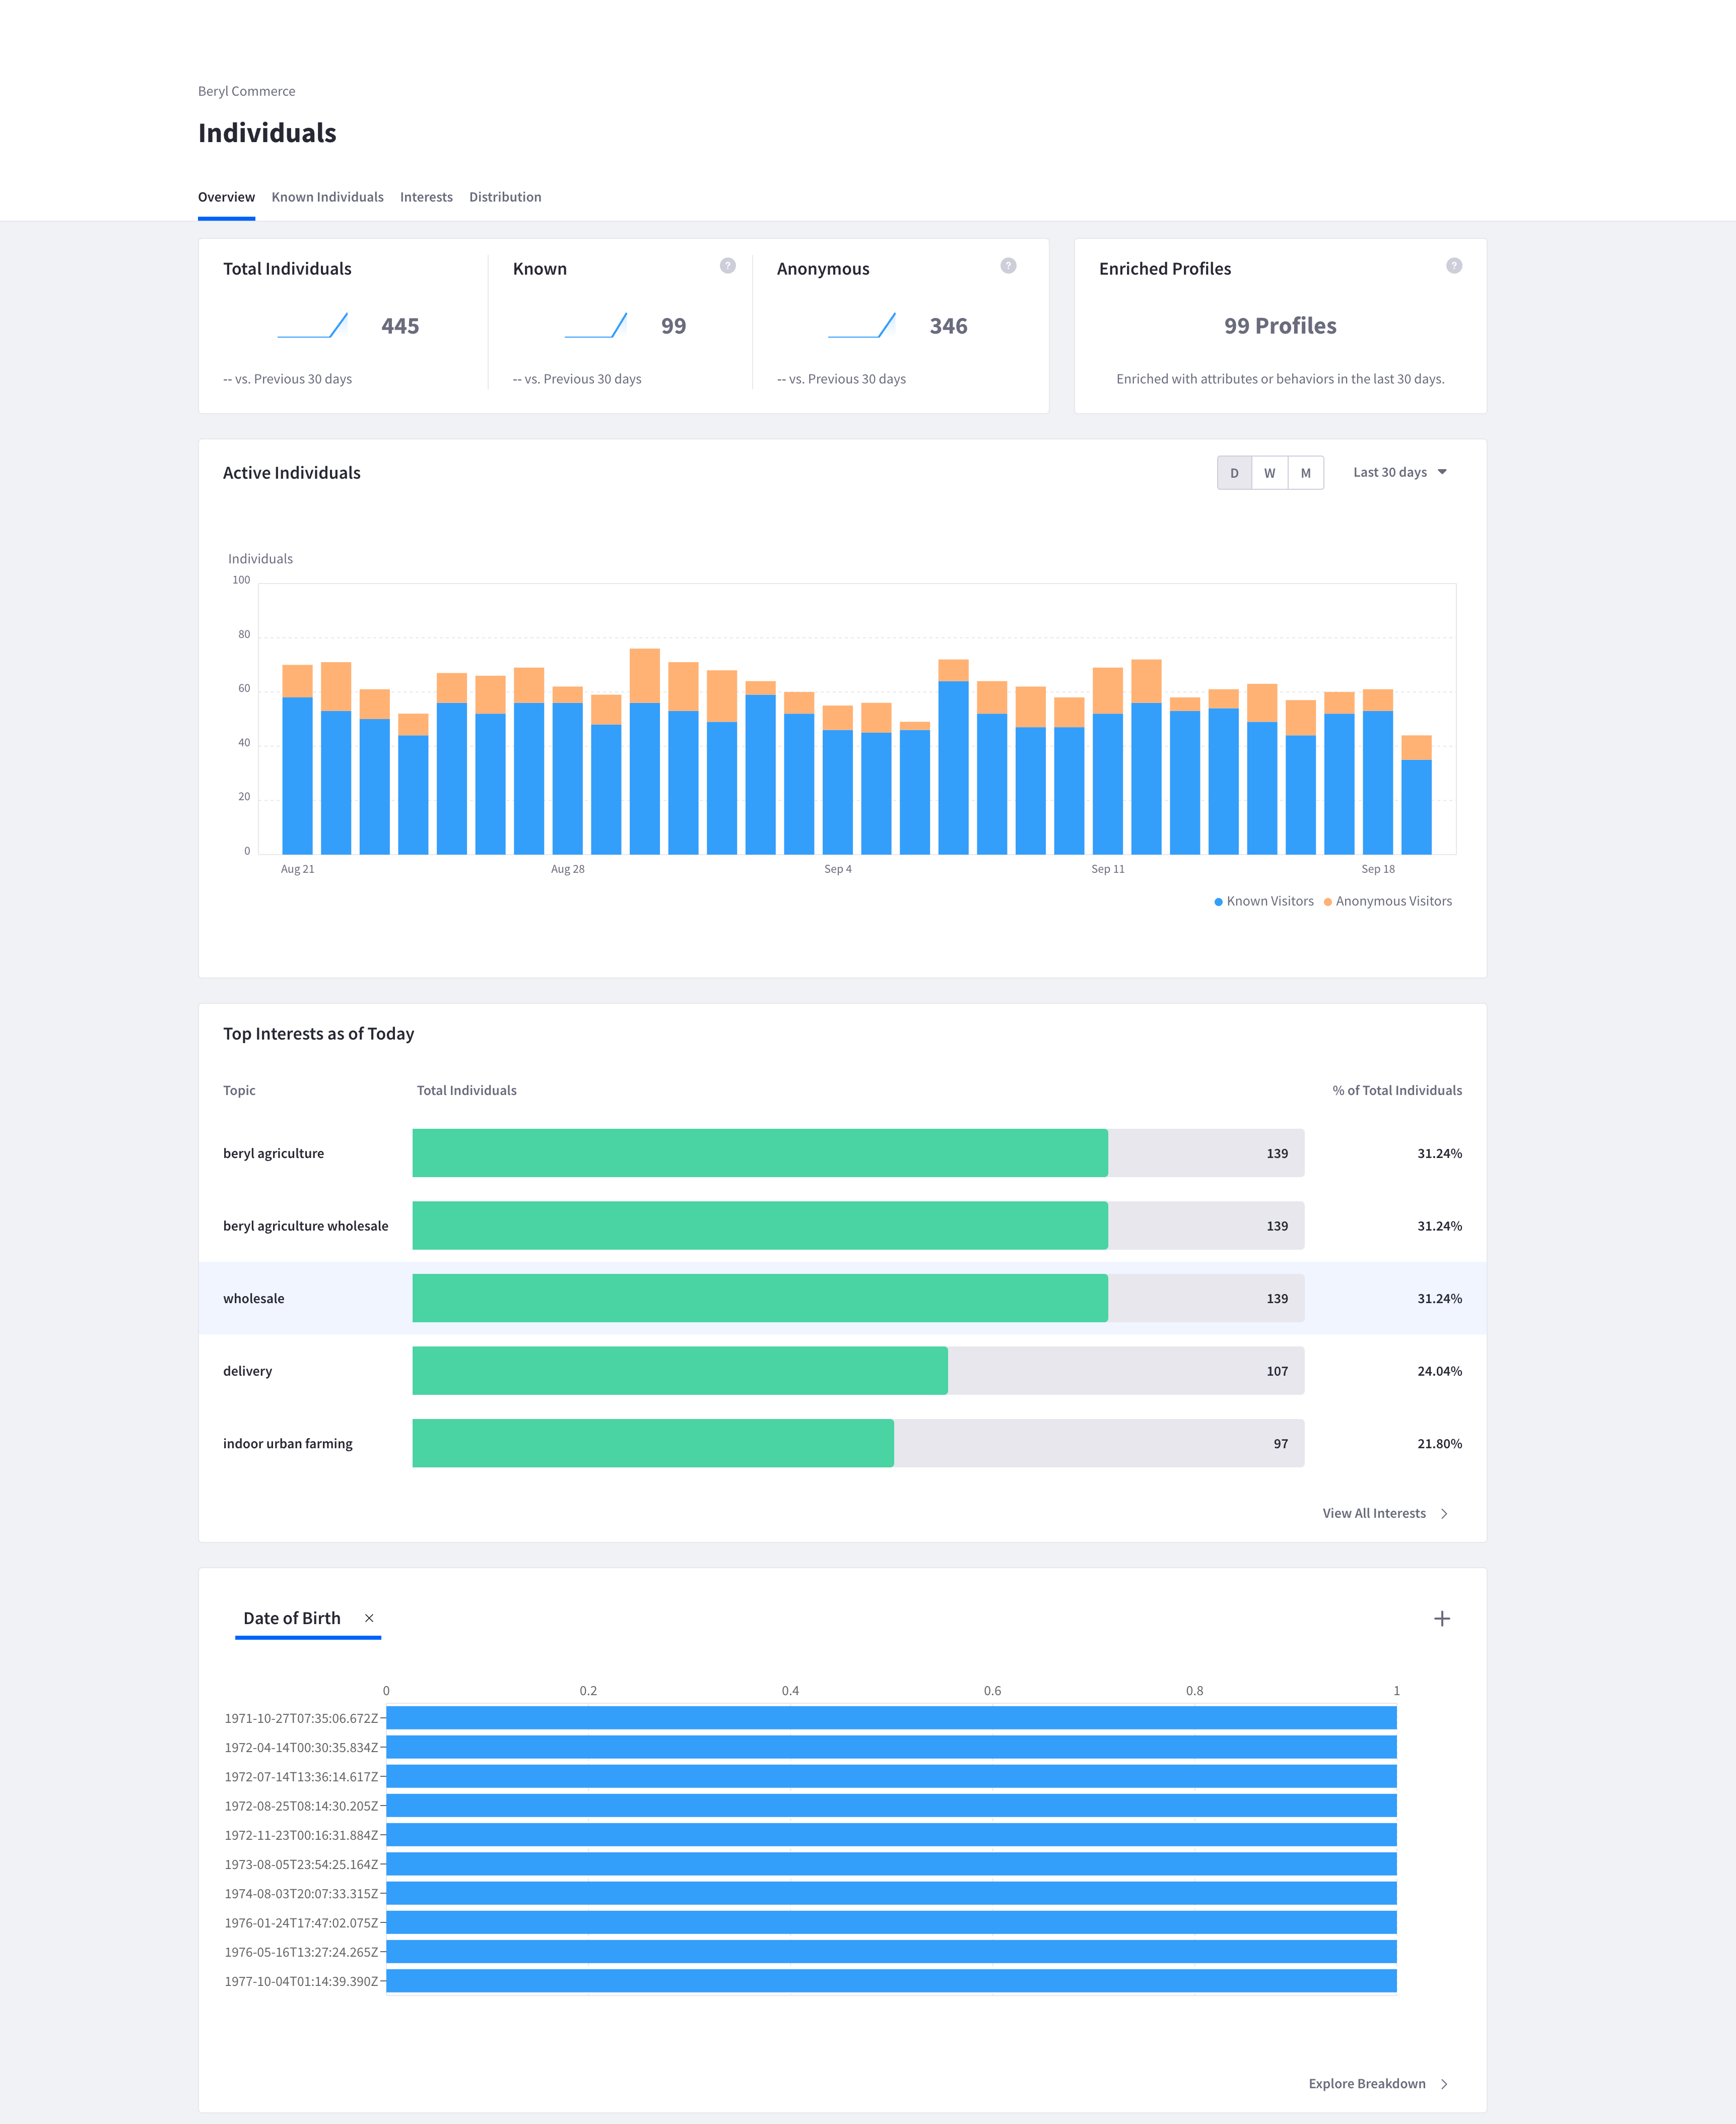 Beryl Commerce
Individuals
Overview Known Individuals Interests Distribution
Total Individuals Known ? Anonymous ? Enriched Profiles ?
445 99 346 99 Profiles
-- vs. Previous 30 days -- vs. Previous 30 days -- vs. Previous 30 days Enriched with attributes or behaviors in the last 30 days.
Active Individuals D W M Last 30 days
Individuals
100
80
60
40
20
0
Aug 21 Aug 28 Sep 4 Sep 11 Sep 18
Known Visitors Anonymous Visitors
Top Interests as of Today
Topic Total Individuals % of Total Individuals
beryl agriculture 139 31.24%
beryl agriculture wholesale 139 31.24%
wholesale 139 31.24%
delivery 107 24.04%
indoor urban farming 97 21.80%
View All Interests
Date of Birth
0 0.2 0.4 0.6 0.8 1
1971-10-27T07:35:06.672Z
1972-04-14T00:30:35.834Z
1972-07-14T13:36:14.617Z
1972-08-25T08:14:30.205Z
1972-11-23T00:16:31.884Z
1973-08-05T23:54:25.164Z
1974-08-03T20:07:33.315Z
1976-01-24T17:47:02.075Z
1976-05-16T13:27:24.265Z
1977-10-04T01:14:39.390Z
Explore Breakdown